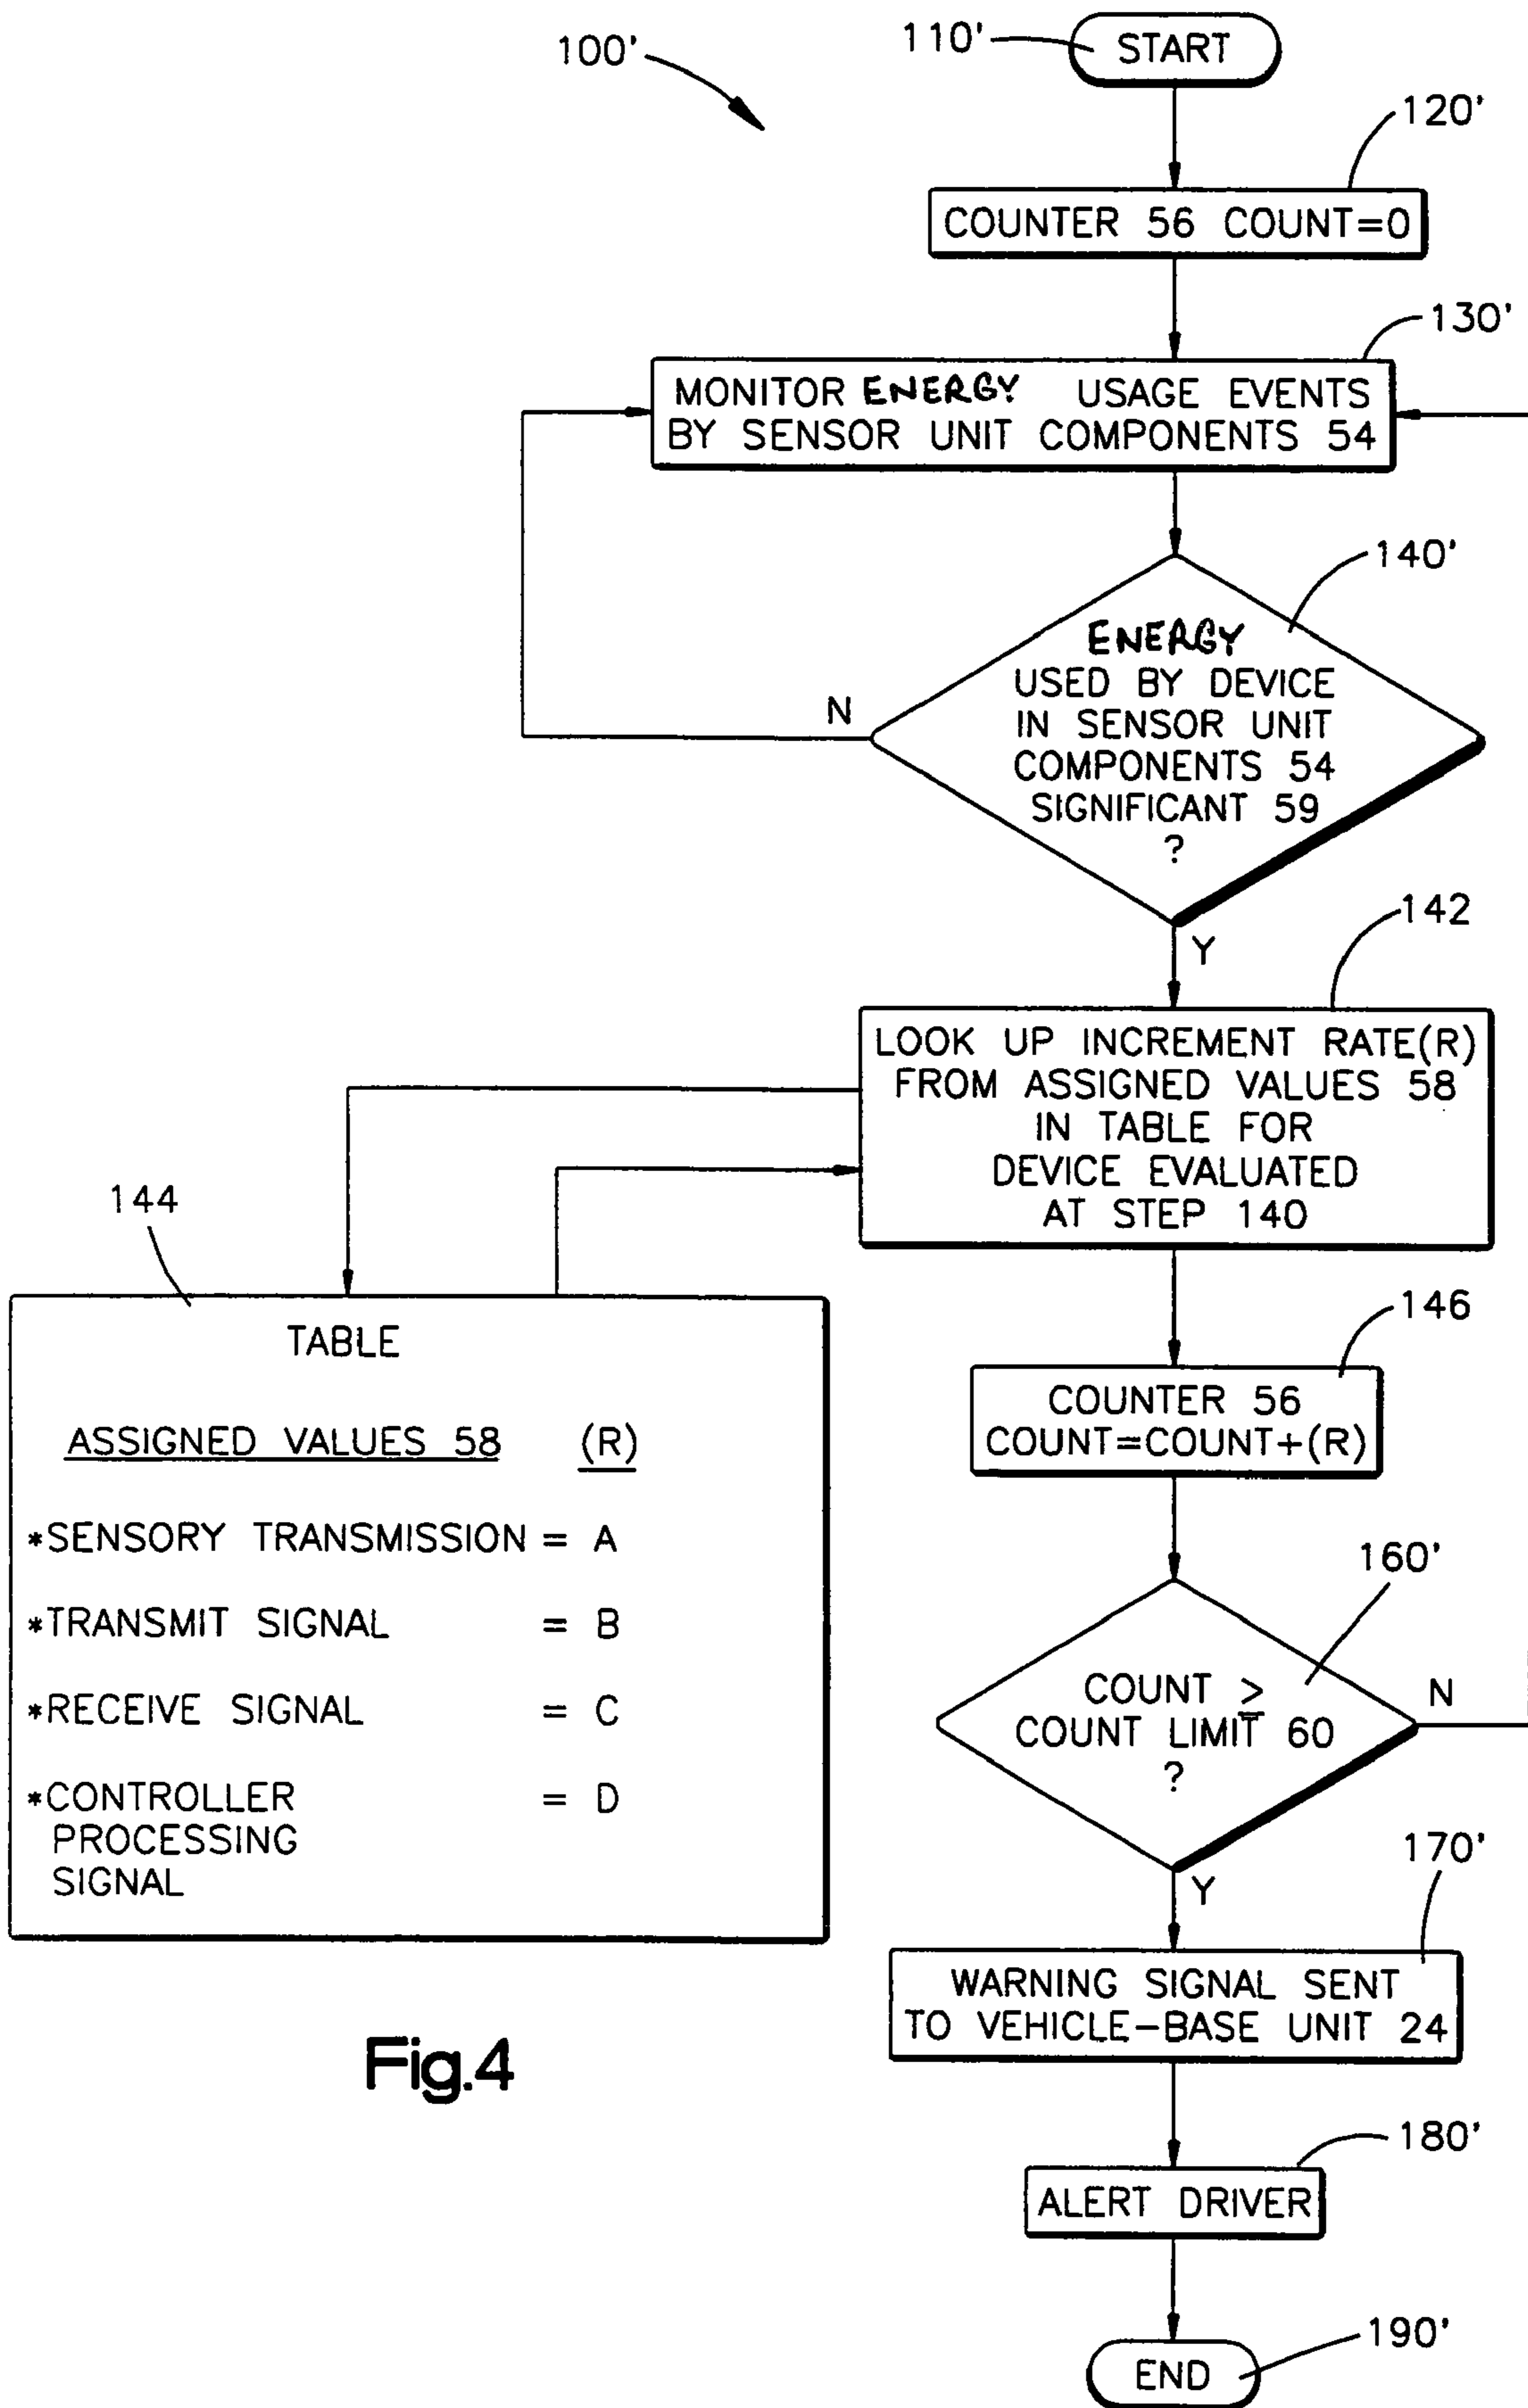 100'
110'
START
120'
COUNTER 56 COUNT=0
130'
MONITOR ENERGY USAGE EVENTS
BY SENSOR UNIT COMPONENTS 54
140'
ENERGY
USED BY DEVICE
IN SENSOR UNIT
COMPONENTS 54
SIGNIFICANT 59
?
N
Y
142
LOOK UP INCREMENT RATE(R)
FROM ASSIGNED VALUES 58
IN TABLE FOR
DEVICE EVALUATED
AT STEP 140
144
TABLE
ASSIGNED VALUES 58 (R)
*SENSORY TRANSMISSION = A
*TRANSMIT SIGNAL = B
*RECEIVE SIGNAL = C
*CONTROLLER = D
PROCESSING
SIGNAL
146
COUNTER 56
COUNT=COUNT+(R)
160'
COUNT ≥
COUNT LIMIT 60
?
N
Y
170'
WARNING SIGNAL SENT
TO VEHICLE-BASE UNIT 24
180'
ALERT DRIVER
190'
END
Fig.4